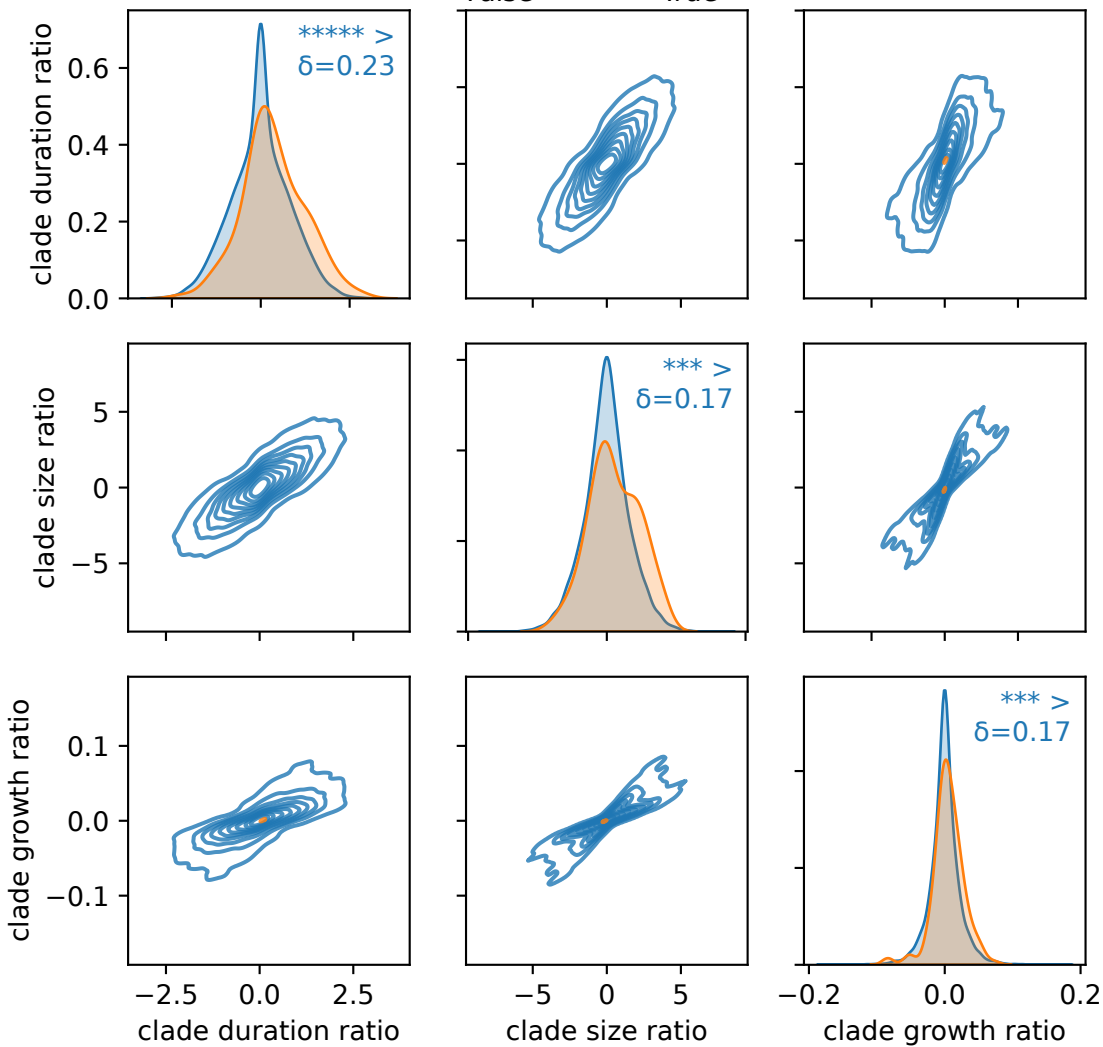 ***** >
δ=0.23
clade duration ratio
0.6
0.4
0.2
0.0
*** >
δ=0.17
clade size ratio
5
0
−5
*** >
δ=0.17
clade growth ratio
0.1
0.0
−0.1
−2.5 0.0 2.5
−5 0 5
−0.2 0.0 0.2
clade duration ratio
clade size ratio
clade growth ratio